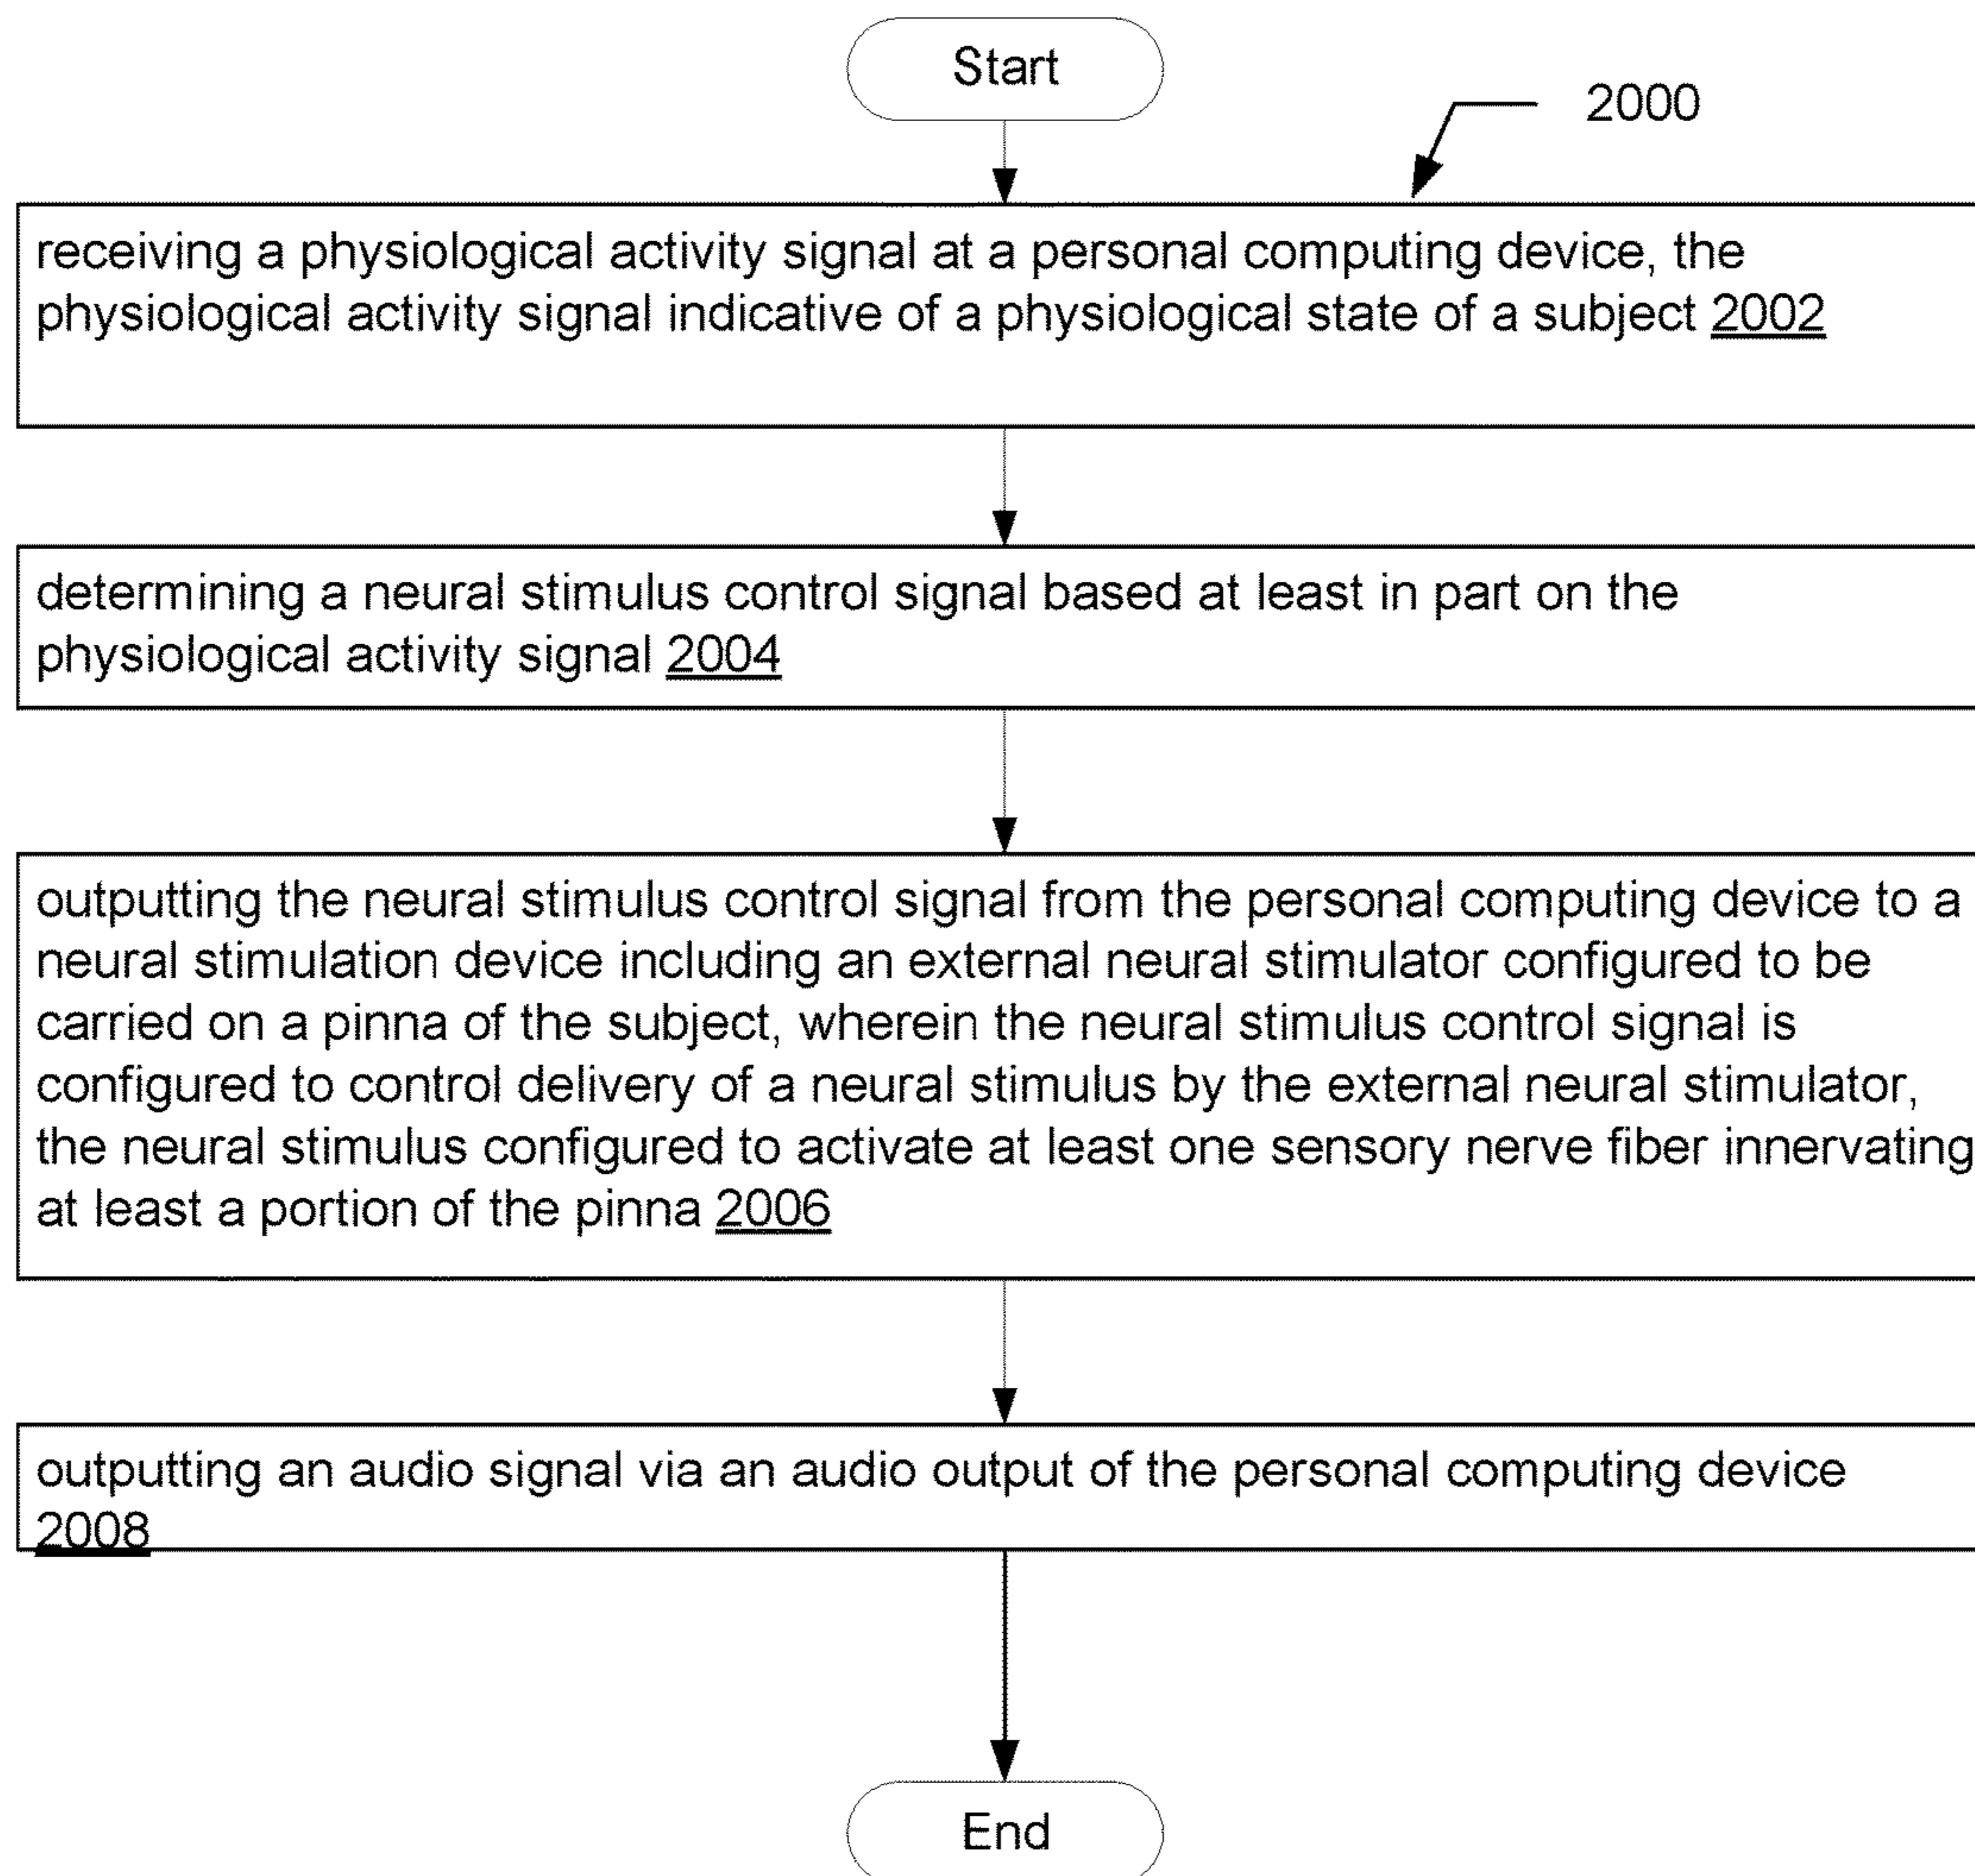 Start
2000
receiving a physiological activity signal at a personal computing device, the
physiological activity signal indicative of a physiological state of a subject 2002
determining a neural stimulus control signal based at least in part on the
physiological activity signal 2004
outputting the neural stimulus control signal from the personal computing device to a
neural stimulation device including an external neural stimulator configured to be
carried on a pinna of the subject, wherein the neural stimulus control signal is
configured to control delivery of a neural stimulus by the external neural stimulator,
the neural stimulus configured to activate at least one sensory nerve fiber innervating
at least a portion of the pinna 2006
outputting an audio signal via an audio output of the personal computing device
2008
End